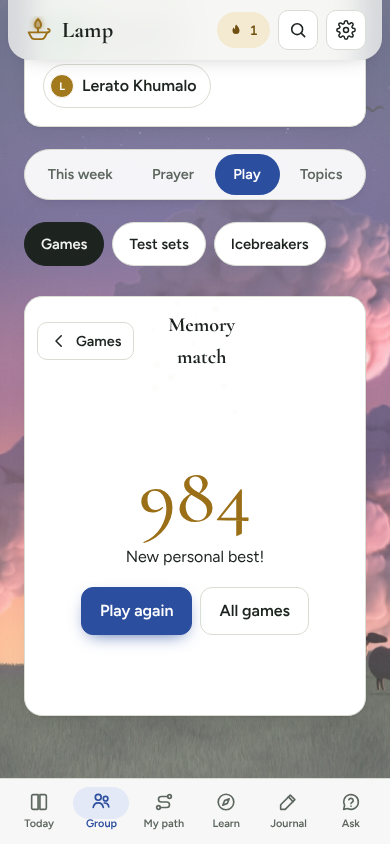 Lamp
1
L
Lerato Khumalo
This week
Prayer
Play
Topics
Games
Test sets
Icebreakers
Games
Memory
match
984
New personal best!
Play again
All games
Today
Group
My path
Learn
Journal
Ask